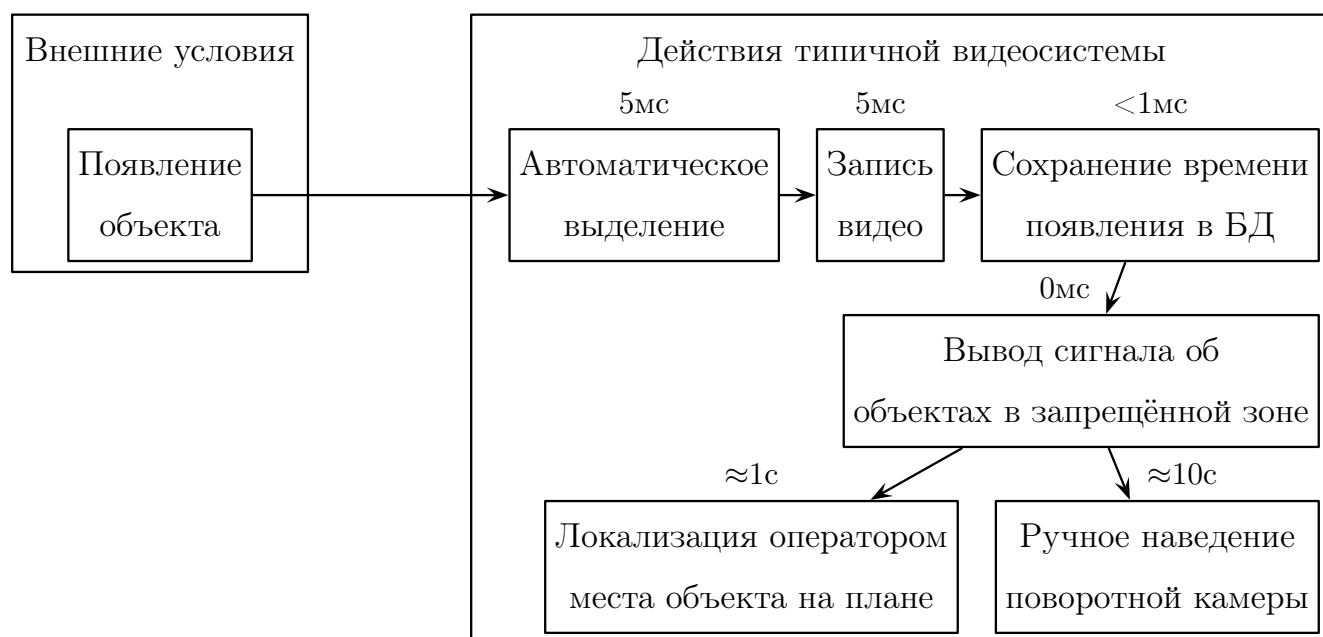 Внешние условия
Появление
объекта
Действия типичной видеосистемы
5мс
Автоматическое
выделение
5мс
Запись
видео
<1мс
Сохранение времени
появления в БД
0мс
Вывод сигнала об
объектах в запрещённой зоне
≈1с
Локализация оператором
места объекта на плане
≈10с
Ручное наведение
поворотной камеры